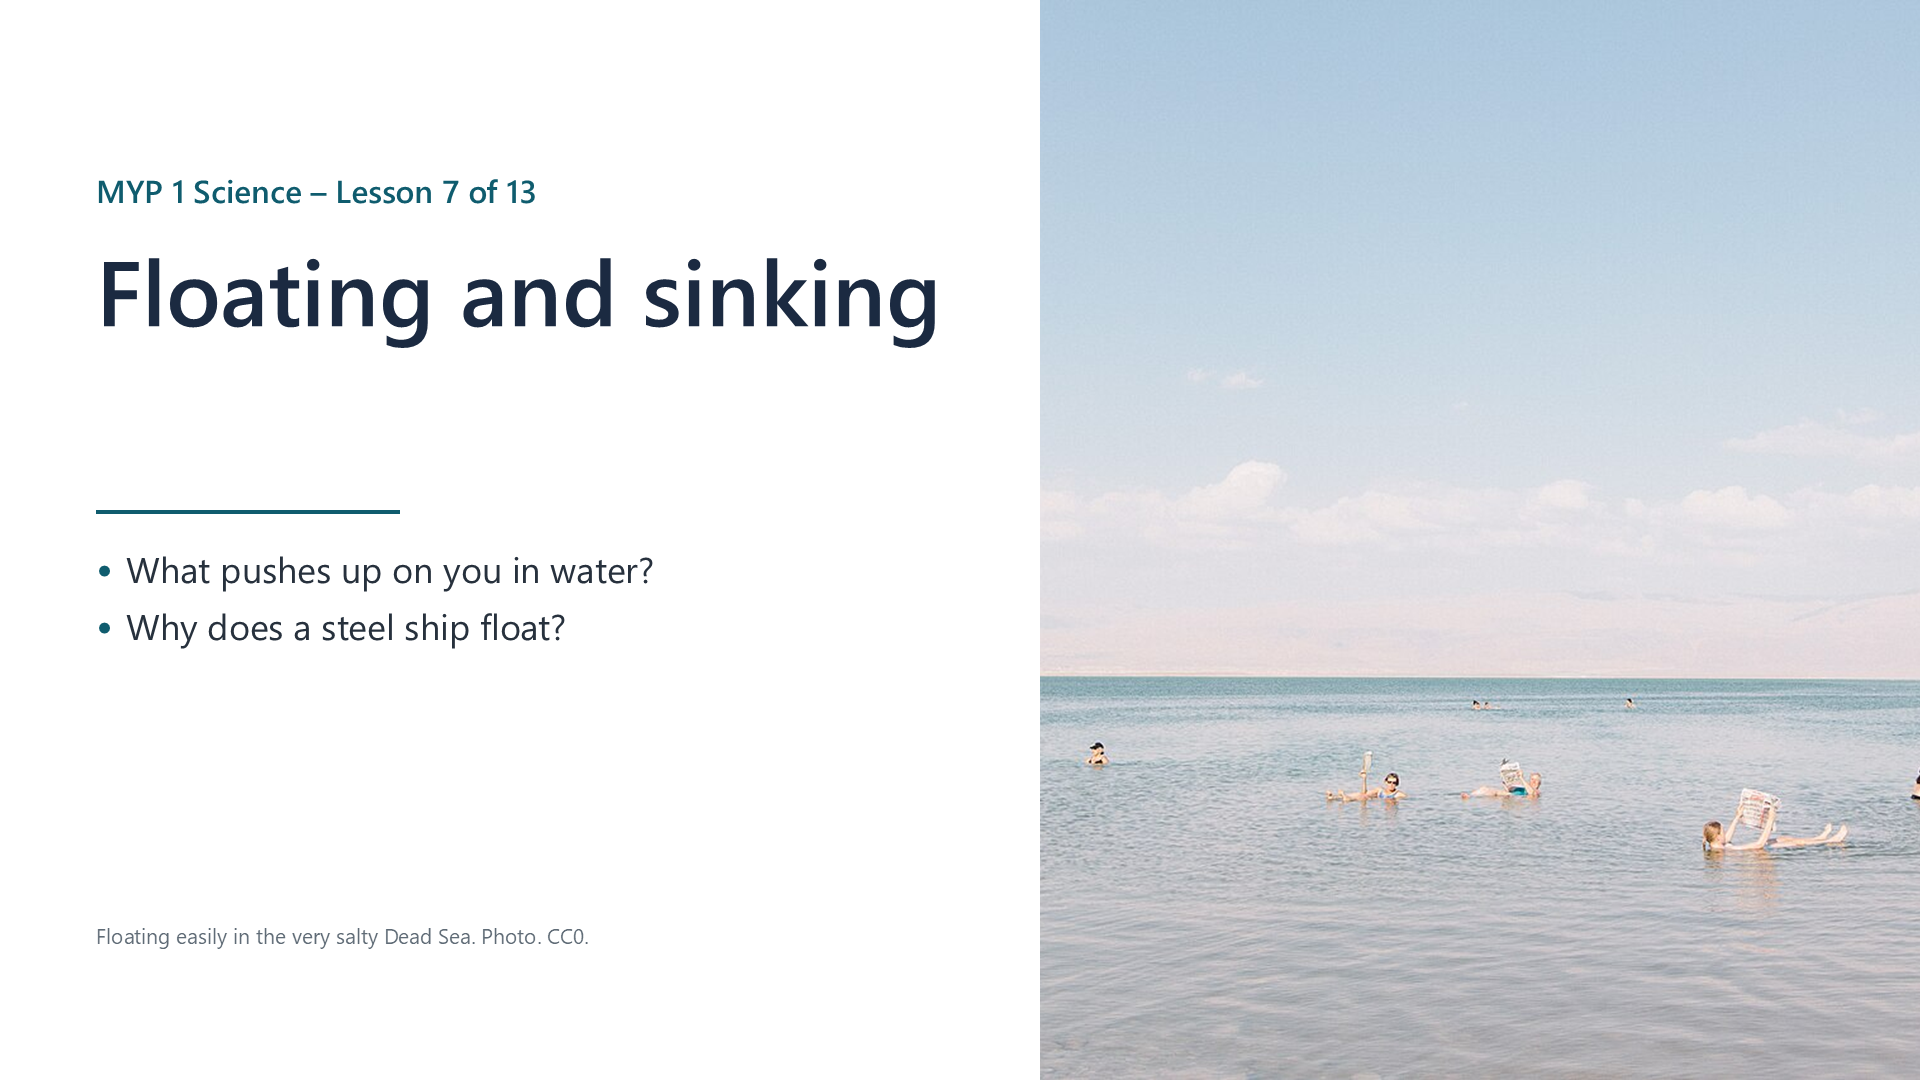 MYP 1 Science – Lesson 7 of 13
Floating and sinking
• What pushes up on you in water?
• Why does a steel ship float?
Floating easily in the very salty Dead Sea. Photo. CC0.